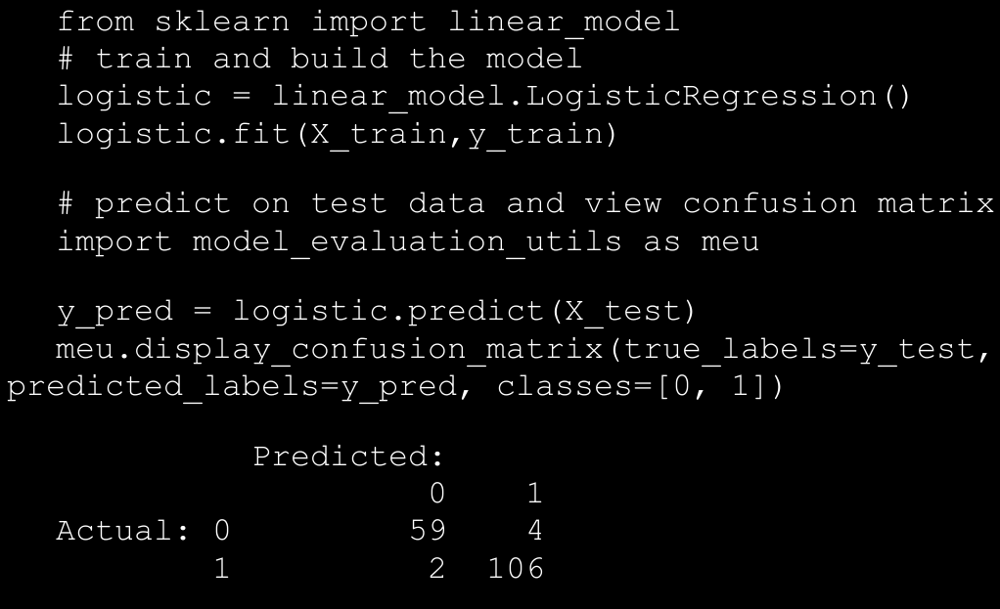 from sklearn import linear_model
# train and build the model
logistic = linear_model.LogisticRegression()
logistic.fit(X_train,y_train)
# predict on test data and view confusion matrix
import model_evaluation_utils as meu
y_pred = logistic.predict(X_test)
meu.display_confusion_matrix(true_labels=y_test,
predicted_labels=y_pred, classes=[0, 1])
Predicted:
0 1
Actual: 0 59 4
1 2 106